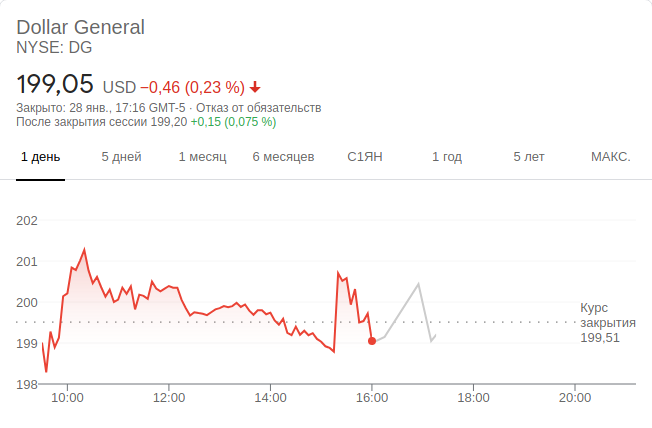 Dollar General
NYSE: DG
199,05 USD −0,46 (0,23 %)
Закрыто: 28 янв., 17:16 GMT-5 · Отказ от обязательств
После закрытия сессии 199,20 +0,15 (0,075 %)
1 день 5 дней 1 месяц 6 месяцев С1ЯН 1 год 5 лет МАКС.
202
201
200
199
198
Курс
закрытия
199,51
10:00 12:00 14:00 16:00 18:00 20:00